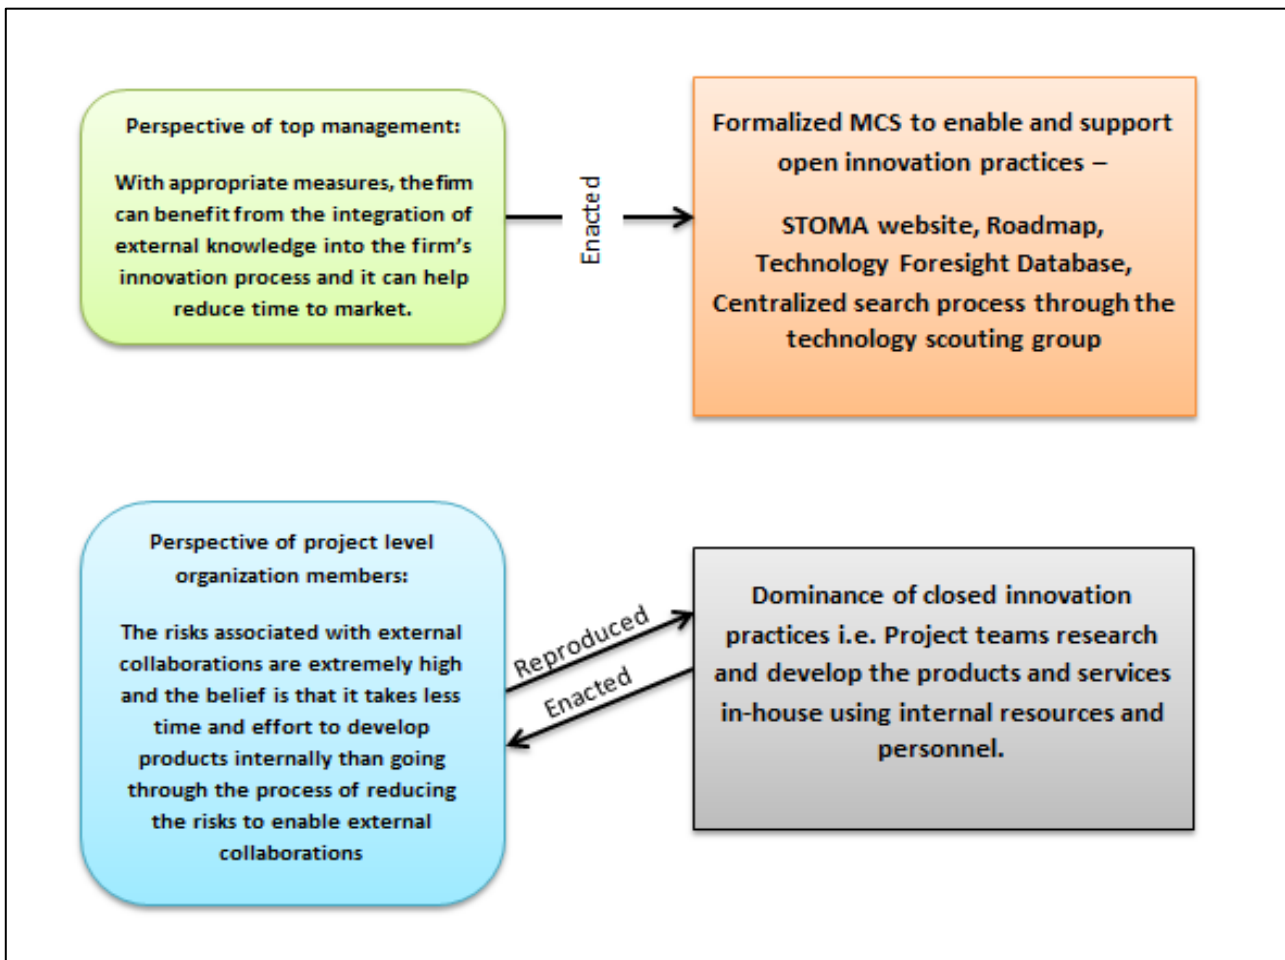 Perspective of top management:
With appropriate measures, the firm
can benefit from the integration of
external knowledge into the firm's
innovation process and it can help
reduce time to market.
Enacted
Formalized MCS to enable and support
open innovation practices –
STOMA website, Roadmap,
Technology Foresight Database,
Centralized search process through the
technology scouting group
Perspective of project level
organization members:
The risks associated with external
collaborations are extremely high
and the belief is that it takes less
time and effort to develop
products internally than going
through the process of reducing
the risks to enable external
collaborations
Reproduced
Enacted
Dominance of closed innovation
practices i.e. Project teams research
and develop the products and services
in-house using internal resources and
personnel.